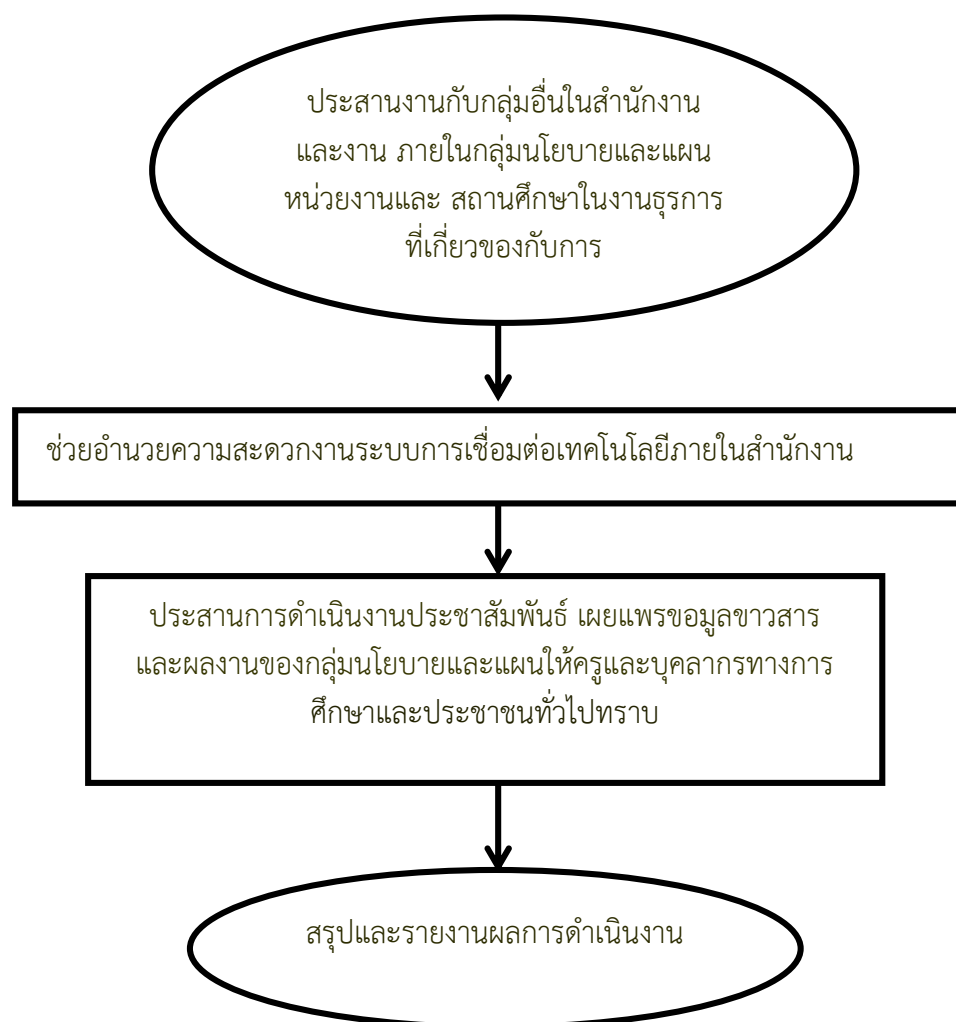 ประสานงานกับกลุ่มอื่นในสำนักงาน
และงาน ภายในกลุ่มนโยบายและแผน
หน่วยงานและ สถานศึกษาในงานธุรการ
ที่เกี่ยวของกับการ
ช่วยอำนวยความสะดวกงานระบบการเชื่อมต่อเทคโนโลยีภายในสำนักงาน
ประสานการดำเนินงานประชาสัมพันธ์ เผยแพรขอมูลขาวสาร
และผลงานของกลุ่มนโยบายและแผนให้ครูและบุคลากรทางการ
ศึกษาและประชาชนทั่วไปทราบ
สรุปและรายงานผลการดำเนินงาน